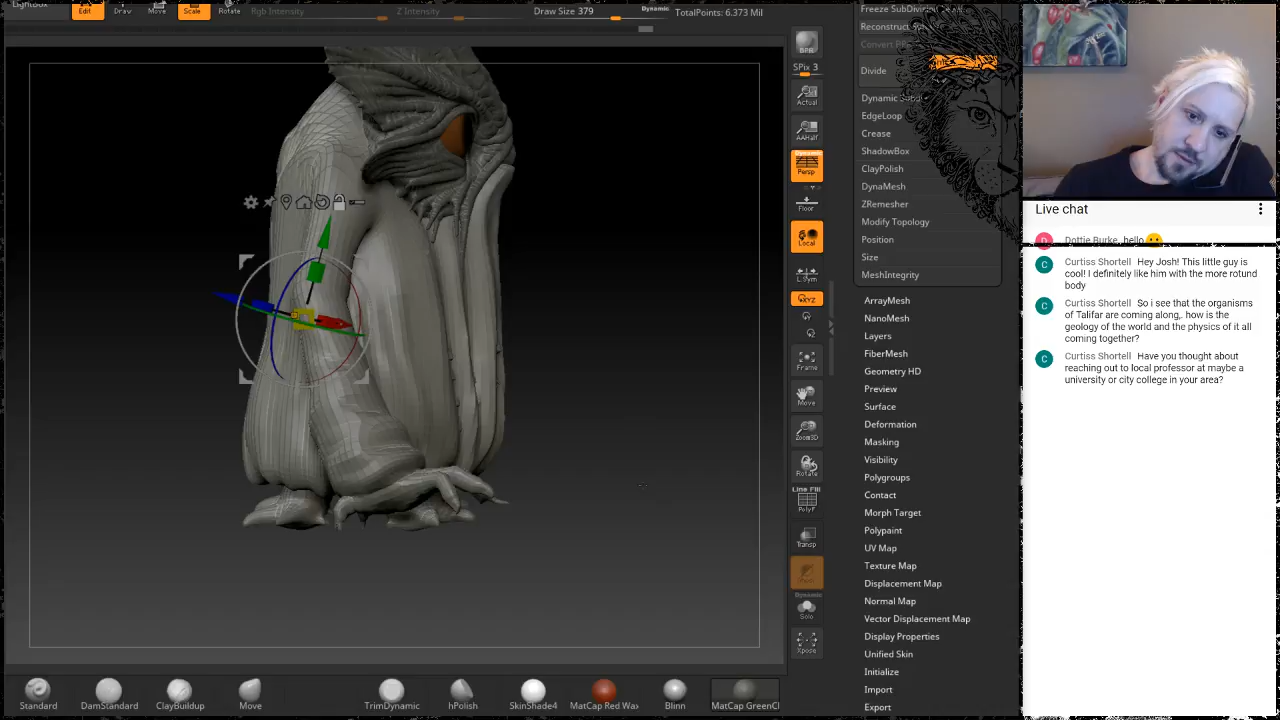 LightBox
Edit
Draw
Move
Scale
Rotate
Rgb Intensity
Z Intensity
Draw Size 379
Dynamic
TotalPoints: 6.373 Mil
BPR
SPix 3
Actual
AAHalf
Dynamic
Persp
Floor
Local
L.Sym
XYZ
Frame
Move
Zoom3D
Rotate
Line Fill
PolyF
Transp
Dynamic
Solo
Xpose
Freeze SubDivision
Reconstruct
Convert
Divide
Dynamic
EdgeLoop
Crease
ShadowBox
ClayPolish
DynaMesh
ZRemesher
Modify Topology
Position
Size
MeshIntegrity
ArrayMesh
NanoMesh
Layers
FiberMesh
Geometry HD
Preview
Surface
Deformation
Masking
Visibility
Polygroups
Contact
Morph Target
Polypaint
UV Map
Texture Map
Displacement Map
Normal Map
Vector Displacement Map
Display Properties
Unified Skin
Initialize
Import
Export
Standard
DamStandard
ClayBuildup
Move
TrimDynamic
hPolish
SkinShade4
MatCap Red Wax
Blinn
MatCap GreenCl
Live chat
D
Dottie Burke, hello
C
Curtiss Shortell Hey Josh! This little guy is
cool! I definitely like him with the more rotund
body
C
Curtiss Shortell So i see that the organisms
of Talifar are coming along,. how is the
geology of the world and the physics of it all
coming together?
C
Curtiss Shortell Have you thought about
reaching out to local professor at maybe a
university or city college in your area?